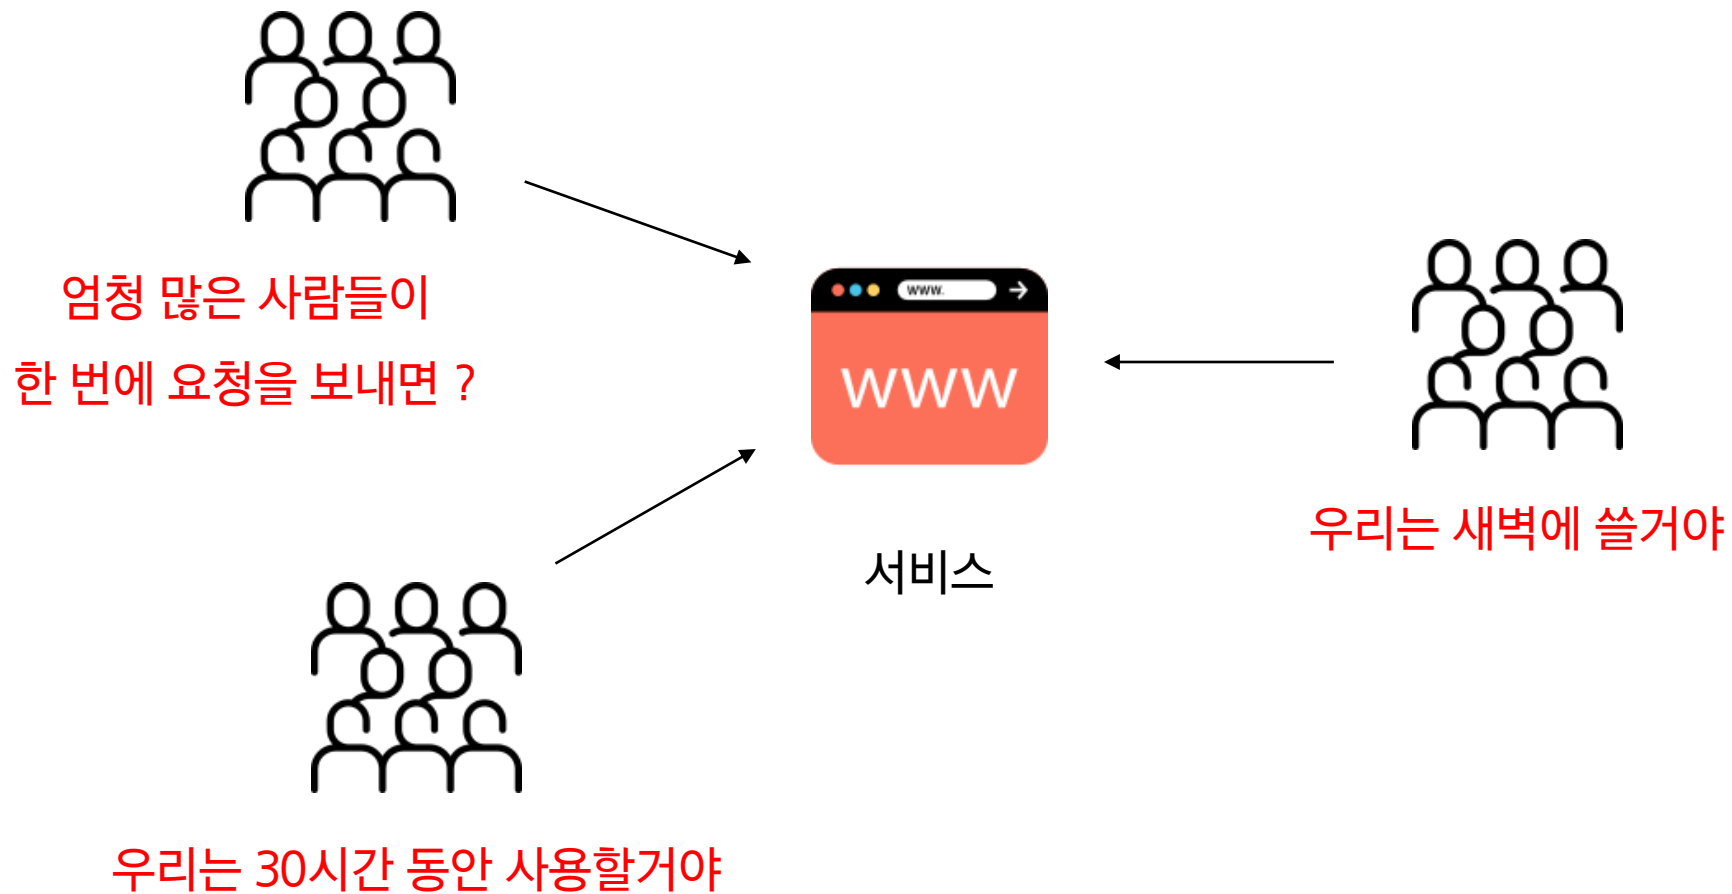 엄청 많은 사람들이
한 번에 요청을 보내면 ?
www.
WWW
서비스
우리는 새벽에 쓸거야
우리는 30시간 동안 사용할거야